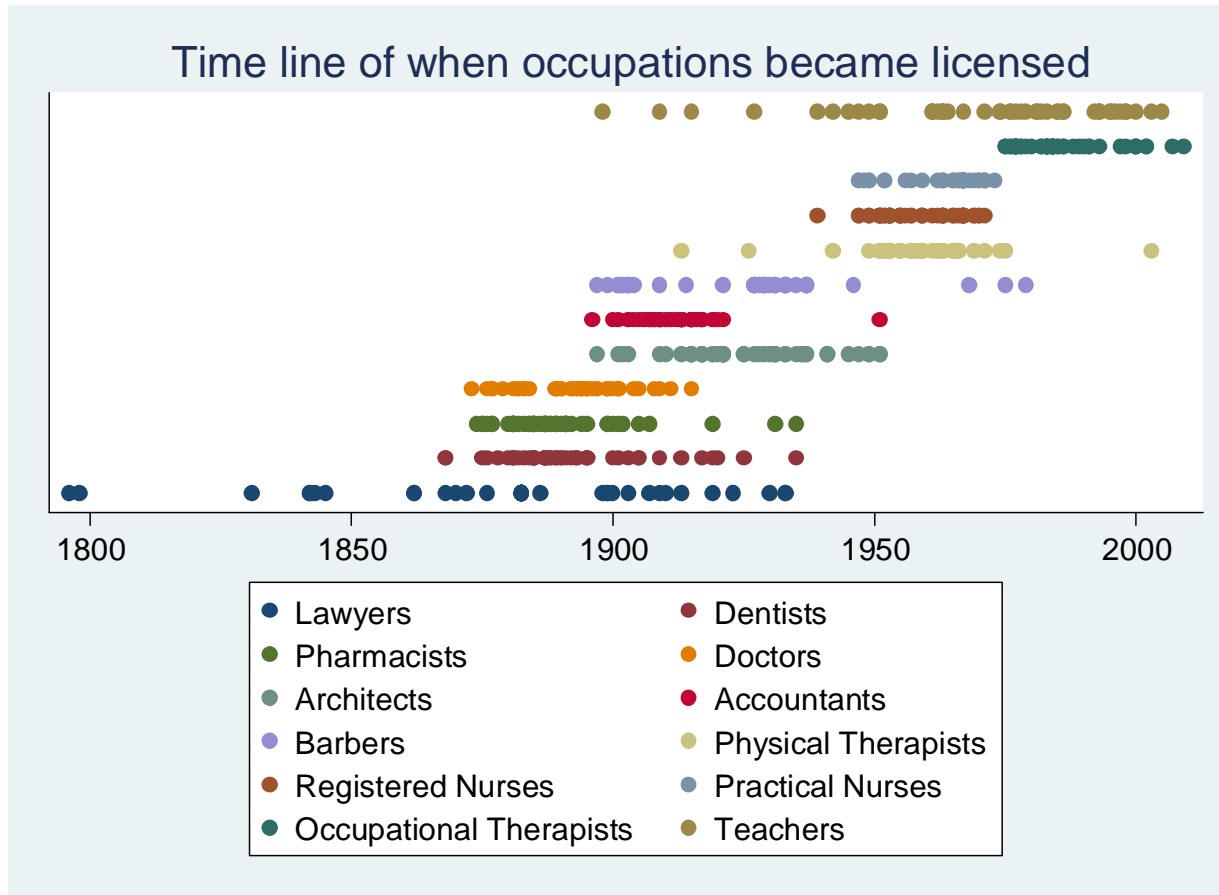 Time line of when occupations became licensed
1800 1850 1900 1950 2000
Lawyers Dentists
Pharmacists Doctors
Architects Accountants
Barbers Physical Therapists
Registered Nurses Practical Nurses
Occupational Therapists Teachers